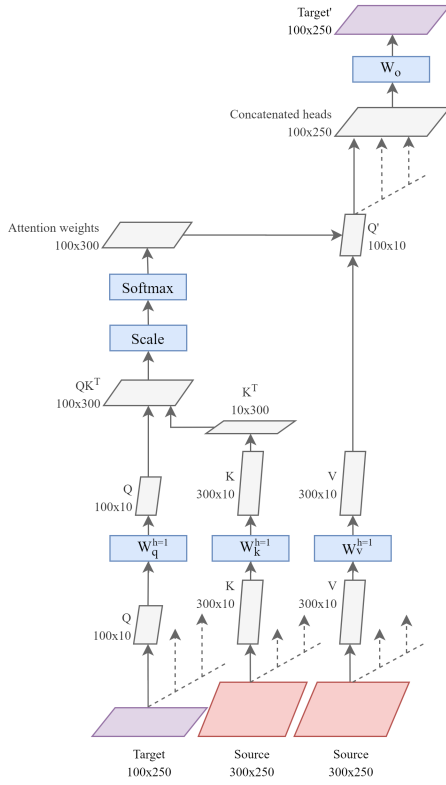 Target'
100x250
W_o
Concatenated heads
100x250
Attention weights
100x300
Q'
100x10
Softmax
Scale
QK^T
100x300
K^T
10x300
Q
100x10
K
300x10
V
300x10
W_q^h=1
W_k^h=1
W_v^h=1
Q
100x10
K
300x10
V
300x10
Target
100x250
Source
300x250
Source
300x250